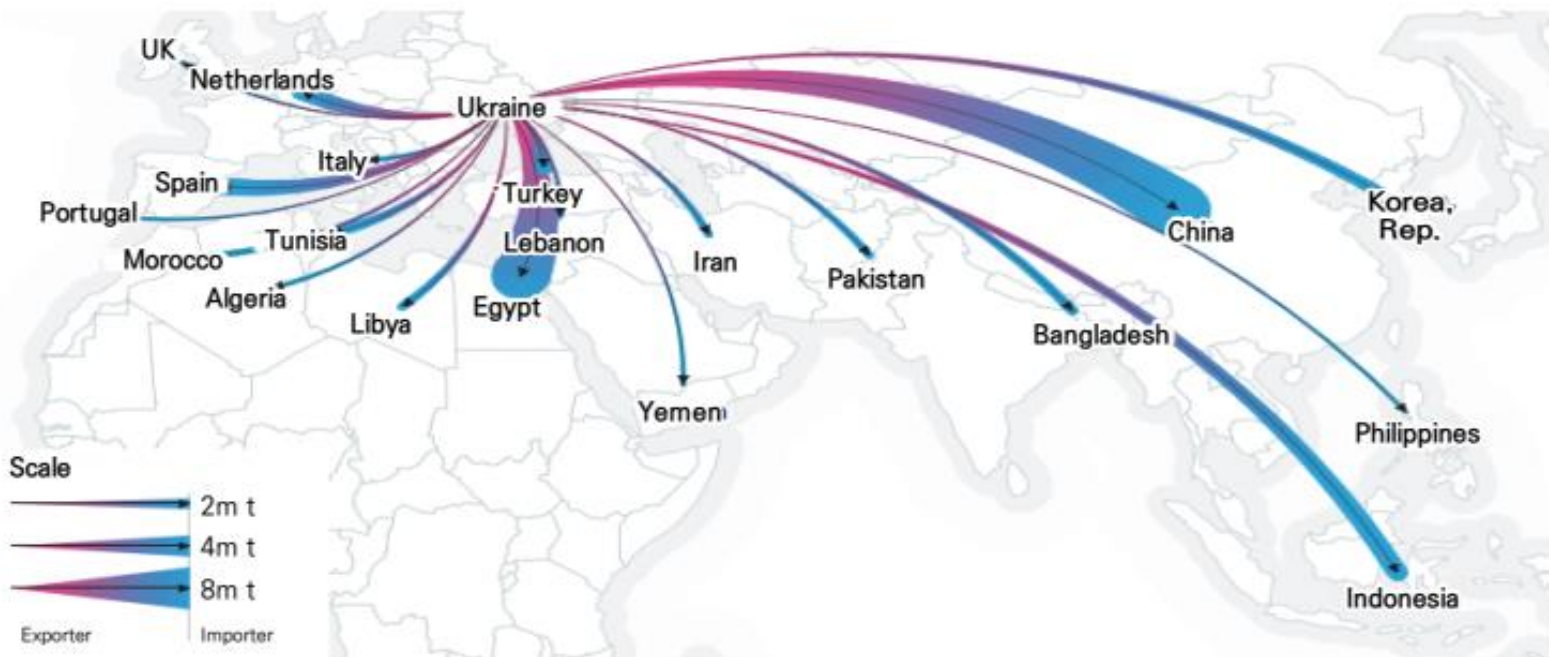 UK
Netherlands
Ukraine
Italy
Spain
Turkey
Portugal
Korea,
Rep.
China
Tunisia
Lebanon
Morocco
Iran
Pakistan
Algeria
Egypt
Libya
Bangladesh
Yemen
Philippines
Scale
2m t
4m t
8m t
Indonesia
Exporter
Importer